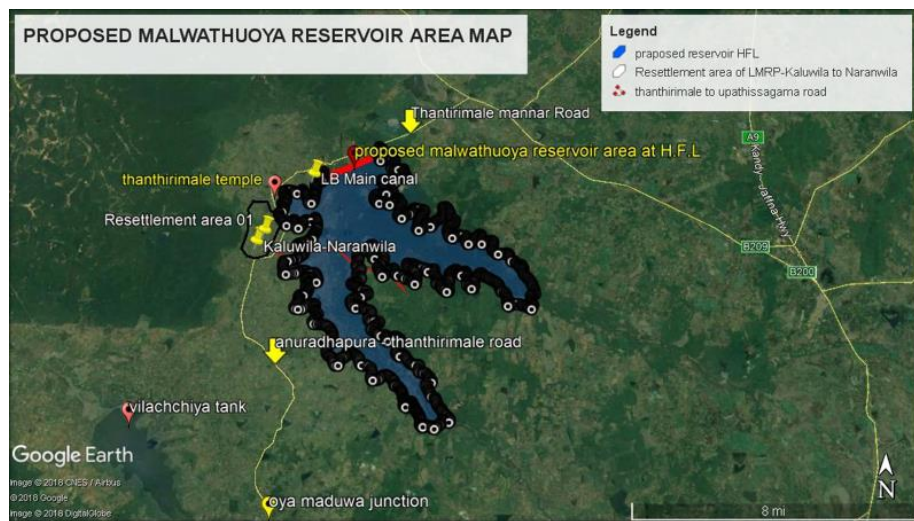 PROPOSED MALWATHUOYA RESERVOIR AREA MAP
Legend
praposed reservoir HFL
Resettlement area of LMRP-Kaluwila to Naranwila
thanthirimale to upathissagama road
Thantirimale mannar Road
proposed malwathuoya reservoir area at H.F.L
thanthirimale temple
LB Main canal
Resettlement area 01
Kaluwila-Naranwila
A9
Kandy - Jaffna Hwy
B209
B200
anuradhapura - thanthirimale road
vilachchiya tank
Google Earth
Image © 2018 CNES / Airbus
© 2018 Google
Image © 2018 DigitalGlobe
oya maduwa junction
N
8 mi